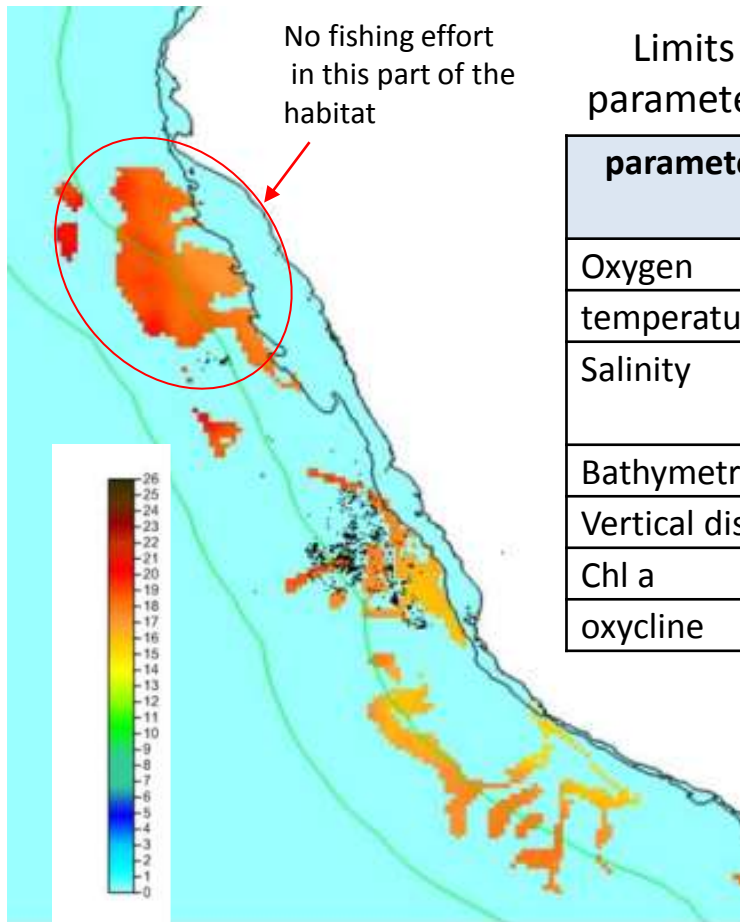 No fishing effort
in this part of the
habitat
Limits
paramete
paramete
Oxygen
temperatu
Salinity
Bathymetr
Vertical dis
Chl a
oxycline
26
25
24
23
22
21
20
19
18
17
16
15
14
13
12
11
10
9
8
7
6
5
4
3
2
1
0